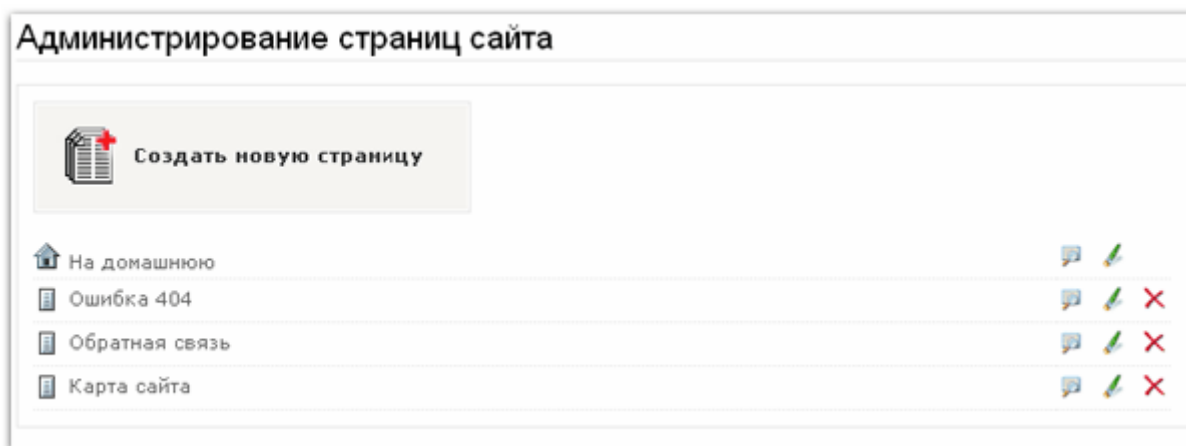 Администрирование страниц сайта
Создать новую страницу
На домашнюю
Ошибка 404
Обратная связь
Карта сайта